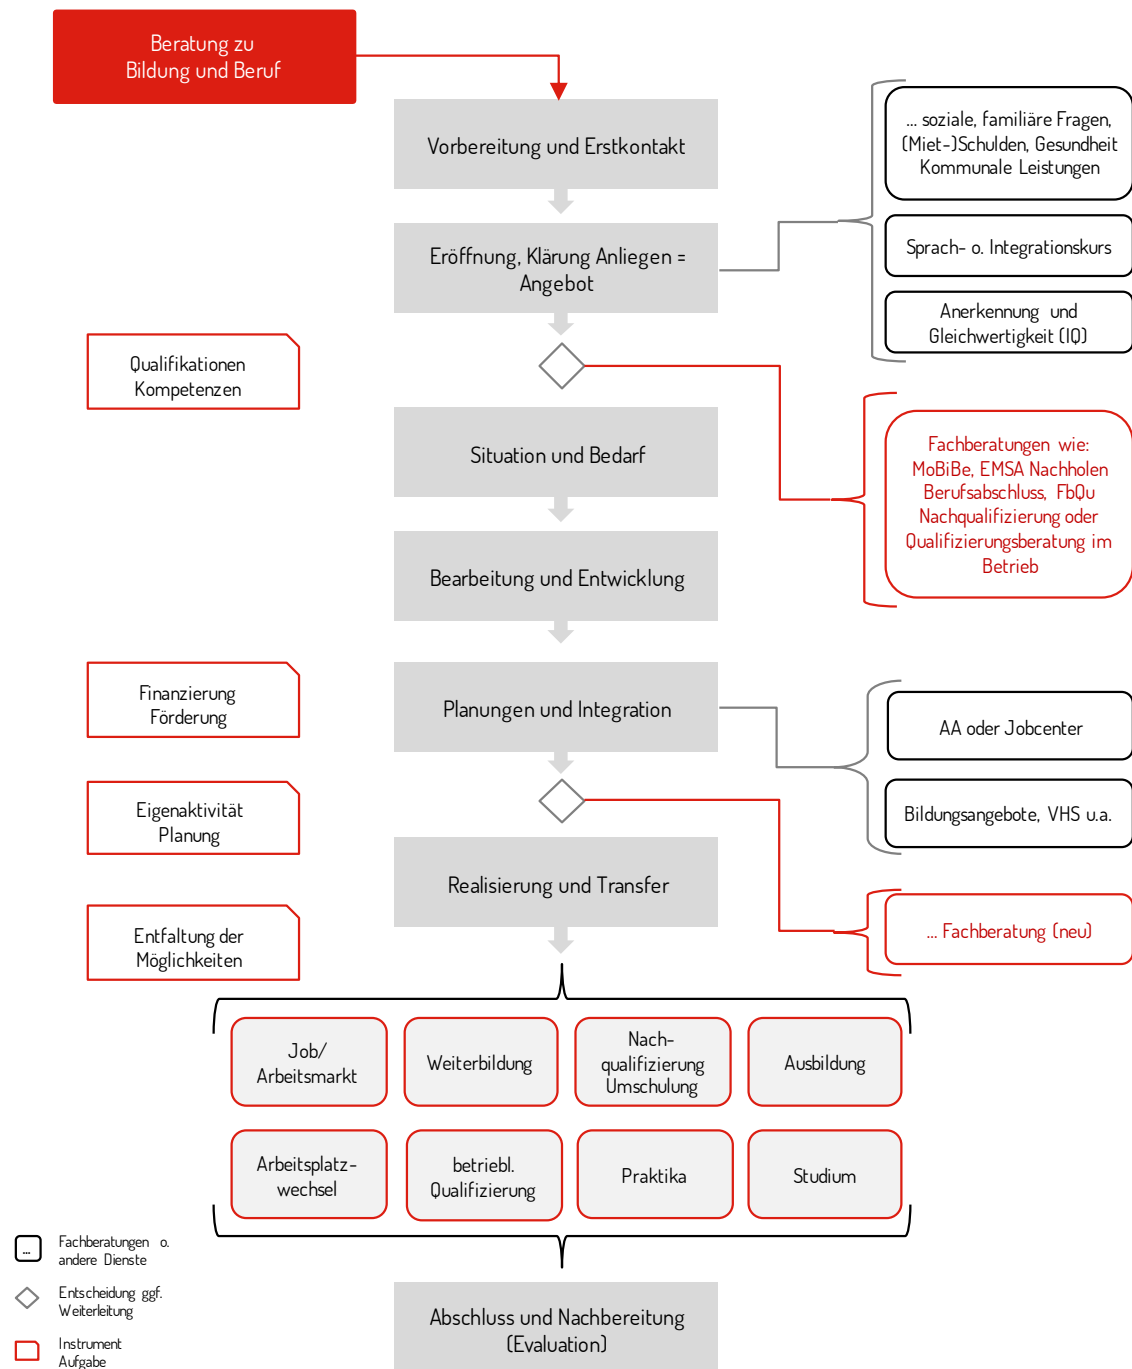 Beratung zu
Bildung und Beruf
Vorbereitung und Erstkontakt
... soziale, familiäre Fragen,
(Miet-)Schulden, Gesundheit
Kommunale Leistungen
Eröffnung, Klärung Anliegen =
Angebot
Sprach- o. Integrationskurs
Anerkennung und
Gleichwertigkeit (IQ)
Qualifikationen
Kompetenzen
Situation und Bedarf
Fachberatungen wie:
MoBiBe, EMSA Nachholen
Berufsabschluss, FbQu
Nachqualifizierung oder
Qualifizierungsberatung im
Betrieb
Bearbeitung und Entwicklung
Finanzierung
Förderung
Planungen und Integration
AA oder Jobcenter
Eigenaktivität
Planung
Bildungsangebote, VHS u.a.
Realisierung und Transfer
Entfaltung der
Möglichkeiten
... Fachberatung (neu)
Job/
Arbeitsmarkt
Weiterbildung
Nach-
qualifizierung
Umschulung
Ausbildung
Arbeitsplatz-
wechsel
betriebl.
Qualifizierung
Praktika
Studium
...
Fachberatungen o.
andere Dienste
Entscheidung ggf.
Weiterleitung
Instrument
Aufgabe
Abschluss und Nachbereitung
(Evaluation)